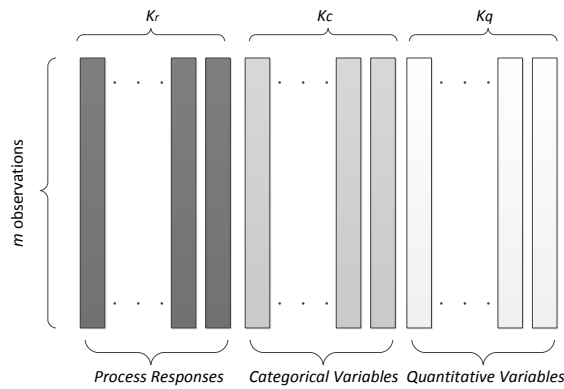 Kr
Kc
Kq
. . .
. . .
. . .
m observations
. . .
. . .
. . .
Process Responses
Categorical Variables
Quantitative Variables